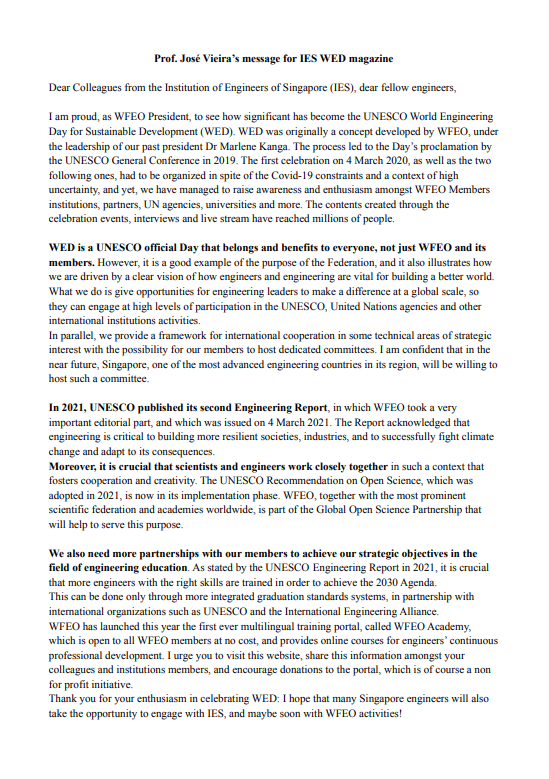 Prof. José Vieira's message for IES WED magazine
Dear Colleagues from the Institution of Engineers of Singapore (IES), dear fellow engineers,
I am proud, as WFEO President, to see how significant has become the UNESCO World Engineering
Day for Sustainable Development (WED). WED was originally a concept developed by WFEO, under
the leadership of our past president Dr Marlene Kanga. The process led to the Day's proclamation by
the UNESCO General Conference in 2019. The first celebration on 4 March 2020, as well as the two
following ones, had to be organized in spite of the Covid-19 constraints and a context of high
uncertainty, and yet, we have managed to raise awareness and enthusiasm amongst WFEO Members
institutions, partners, UN agencies, universities and more. The contents created through the
celebration events, interviews and live stream have reached millions of people.
WED is a UNESCO official Day that belongs and benefits to everyone, not just WFEO and its
members. However, it is a good example of the purpose of the Federation, and it also illustrates how
we are driven by a clear vision of how engineers and engineering are vital for building a better world.
What we do is give opportunities for engineering leaders to make a difference at a global scale, so
they can engage at high levels of participation in the UNESCO, United Nations agencies and other
international institutions activities.
In parallel, we provide a framework for international cooperation in some technical areas of strategic
interest with the possibility for our members to host dedicated committees. I am confident that in the
near future, Singapore, one of the most advanced engineering countries in its region, will be willing to
host such a committee.
In 2021, UNESCO published its second Engineering Report, in which WFEO took a very
important editorial part, and which was issued on 4 March 2021. The Report acknowledged that
engineering is critical to building more resilient societies, industries, and to successfully fight climate
change and adapt to its consequences.
Moreover, it is crucial that scientists and engineers work closely together in such a context that
fosters cooperation and creativity. The UNESCO Recommendation on Open Science, which was
adopted in 2021, is now in its implementation phase. WFEO, together with the most prominent
scientific federation and academies worldwide, is part of the Global Open Science Partnership that
will help to serve this purpose.
We also need more partnerships with our members to achieve our strategic objectives in the
field of engineering education. As stated by the UNESCO Engineering Report in 2021, it is crucial
that more engineers with the right skills are trained in order to achieve the 2030 Agenda.
This can be done only through more integrated graduation standards systems, in partnership with
international organizations such as UNESCO and the International Engineering Alliance.
WFEO has launched this year the first ever multilingual training portal, called WFEO Academy,
which is open to all WFEO members at no cost, and provides online courses for engineers' continuous
professional development. I urge you to visit this website, share this information amongst your
colleagues and institutions members, and encourage donations to the portal, which is of course a non
for profit initiative.
Thank you for your enthusiasm in celebrating WED: I hope that many Singapore engineers will also
take the opportunity to engage with IES, and maybe soon with WFEO activities!